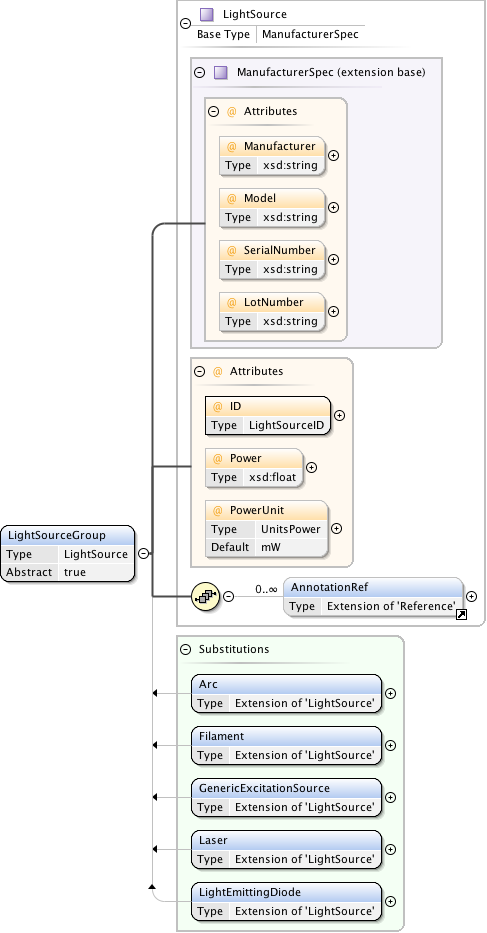 LightSource
Base Type ManufacturerSpec
ManufacturerSpec (extension base)
@ Attributes
@ Manufacturer
Type xsd:string
@ Model
Type xsd:string
@ SerialNumber
Type xsd:string
@ LotNumber
Type xsd:string
@ Attributes
@ ID
Type LightSourceID
@ Power
Type xsd:float
@ PowerUnit
Type UnitsPower
Default mW
LightSourceGroup
Type LightSource
Abstract true
0..∞
AnnotationRef
Type Extension of 'Reference'
Substitutions
Arc
Type Extension of 'LightSource'
Filament
Type Extension of 'LightSource'
GenericExcitationSource
Type Extension of 'LightSource'
Laser
Type Extension of 'LightSource'
LightEmittingDiode
Type Extension of 'LightSource'